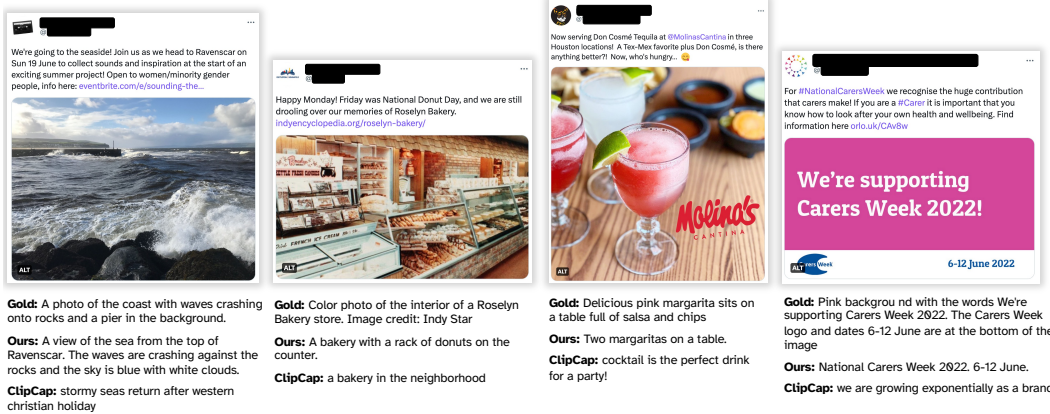 We're going to the seaside! Join us as we head to Ravenscar on
Sun 19 June to collect sounds and inspiration at the start of an
exciting summer project! Open to women/minority gender
people, info here: eventbrite.com/e/sounding-the...
ALT
Gold: A photo of the coast with waves crashing
onto rocks and a pier in the background.
Ours: A view of the sea from the top of
Ravenscar. The waves are crashing against the
rocks and the sky is blue with white clouds.
ClipCap: stormy seas return after western
christian holiday
@
Happy Monday! Friday was National Donut Day, and we are still
drooling over our memories of Roselyn Bakery.
indyencyclopedia.org/roselyn-bakery/
FRENCH ICE CREAM
ALT
Gold: Color photo of the interior of a Roselyn
Bakery store. Image credit: Indy Star
Ours: A bakery with a rack of donuts on the
counter.
ClipCap: a bakery in the neighborhood
Now serving Don Cosmé Tequila at @MolinasCantina in three
Houston locations! A Tex-Mex favorite plus Don Cosmé, is there
anything better?! Now, who's hungry... 😋
Molina's
CANTINA
ALT
Gold: Delicious pink margarita sits on
a table full of salsa and chips
Ours: Two margaritas on a table.
ClipCap: cocktail is the perfect drink
for a party!
@
For #NationalCarersWeek we recognise the huge contribution
that carers make! If you are a #Carer it is important that you
know how to look after your own health and wellbeing. Find
information here orlo.uk/CAv8w
We're supporting
Carers Week 2022!
ALT
Week
6-12 June 2022
Gold: Pink backgrou nd with the words We're
supporting Carers Week 2022. The Carers Week
logo and dates 6-12 June are at the bottom of the
image
Ours: National Carers Week 2022. 6-12 June.
ClipCap: we are growing exponentially as a brand